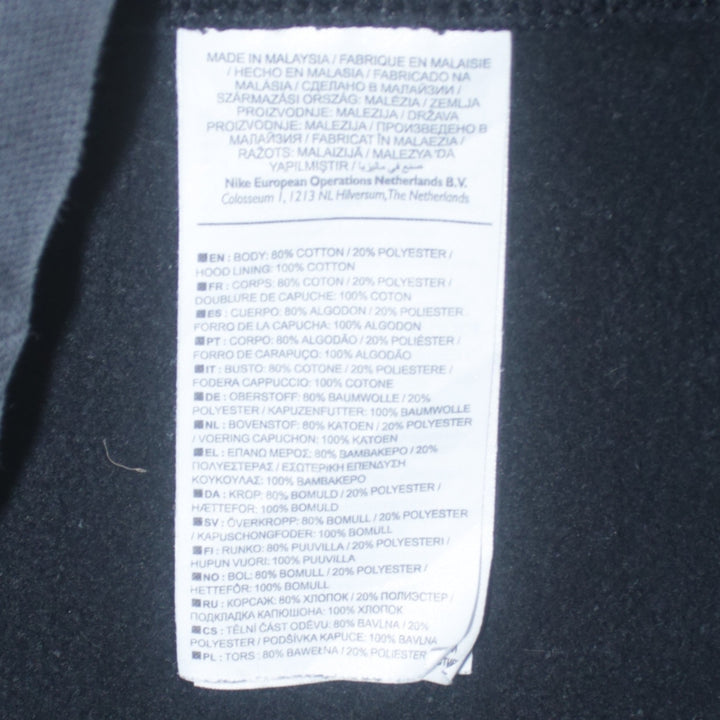 MADE IN MALAYSIA / FABRIQUE EN MALAISIE
/ HECHO EN MALASIA / FABRICADO NA
MALÁSIA / СДЕЛАНО В МАЛАЙЗИИ /
SZÁRMAZÁSI ORSZÁG: MALÉZIA / ZEMLJA
PROIZVODNJE: MALEZIJA / DRŽAVA
PROIZVODNJE: MALEZIJA / ПРОИЗВЕДЕНО В
МАЛАЙЗИЯ / FABRICAT ÎN MALAEZIA /
RAŽOTS: MALAIZIJĀ / MALEZYA 'DA
YAPILMIŞTIR / صنع في ماليزيا
Nike European Operations Netherlands B.V.
Colosseum 1, 1213 NL Hilversum, The Netherlands
EN : BODY: 80% COTTON / 20% POLYESTER /
HOOD LINING: 100% COTTON
FR : CORPS: 80% COTON / 20% POLYESTER /
DOUBLURE DE CAPUCHE: 100% COTON
ES : CUERPO: 80% ALGODON / 20% POLIESTER
FORRO DE LA CAPUCHA: 100% ALGODON
PT : CORPO: 80% ALGODÃO / 20% POLIÉSTER /
FORRO DE CARAPUÇO: 100% ALGODÃO
IT : BUSTO: 80% COTONE / 20% POLIESTERE /
FODERA CAPPUCCIO: 100% COTONE
DE : OBERSTOFF: 80% BAUMWOLLE / 20%
POLYESTER / KAPUZENFUTTER: 100% BAUMWOLLE
NL : BOVENSTOF: 80% KATOEN / 20% POLYESTER
/ VOERING CAPUCHON: 100% KATOEN
EL : ΕΠΑΝΩ ΜΕΡΟΣ: 80% ΒΑΜΒΑΚΕΡΟ / 20%
ΠΟΛΥΕΣΤΕΡΑΣ / ΕΣΩΤΕΡΙΚΗ ΕΠΕΝΔΥΣΗ
ΚΟΥΚΟΥΛΑΣ: 100% ΒΑΜΒΑΚΕΡΟ
DA : KROP: 80% BOMULD / 20% POLYESTER /
HÆTTEFOR: 100% BOMULD
SV : ÖVERKROPP: 80% BOMULL / 20% POLYESTER
/ KAPUSCHONGFODER: 100% BOMULL
FI : RUNKO: 80% PUUVILLA / 20% POLYESTERI /
HUPUN VUORI: 100% PUUVILLA
NO : BOL: 80% BOMULL / 20% POLYESTER /
HETTEFÔR: 100% BOMULL
RU : КОРСАЖ: 80% ХЛОПОК / 20% ПОЛИЭСТЕР /
ПОДКЛАДКА КАПЮШОНА: 100% ХЛОПОК
CS : TĚLNÍ ČÁST ODĚVU: 80% BAVLNA / 20%
POLYESTER / PODŠÍVKA KAPUCE: 100% BAVLNA
PL : TORS : 80% BAWEŁNA / 20% POLIESTER